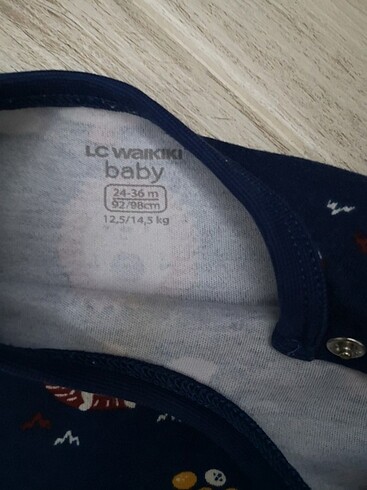 LC WAIKIKI
baby
24-36 m
92/98cm
12,5/14,5 kg